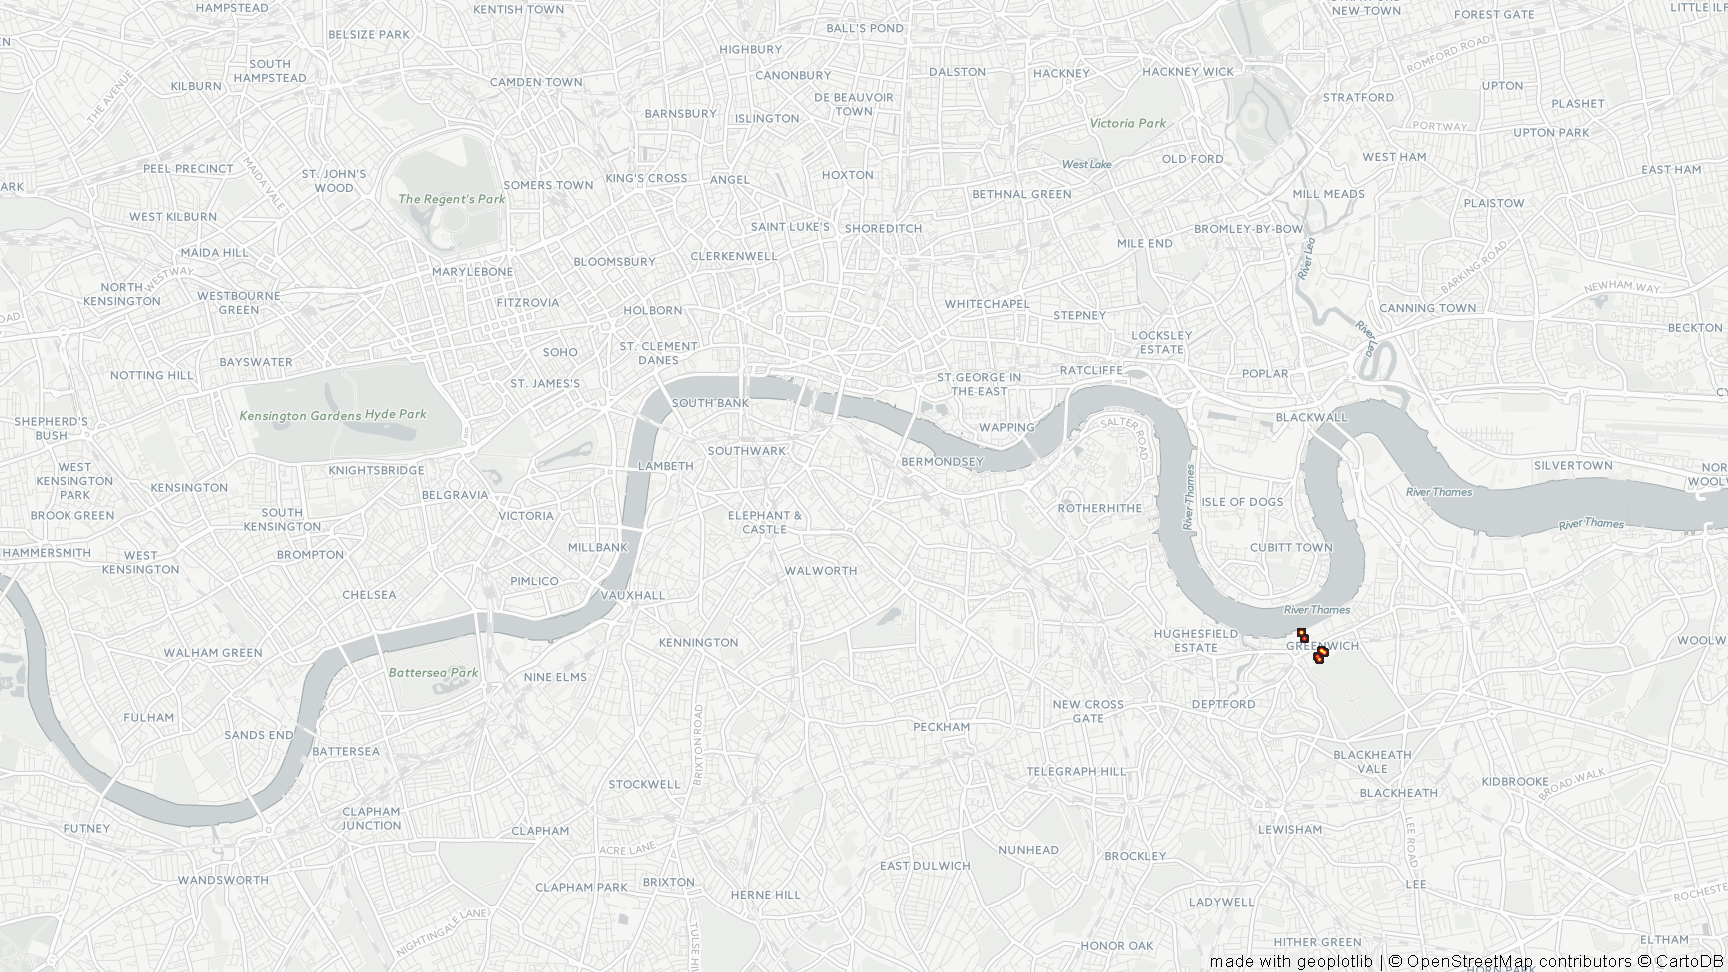 HAMPSTEAD
KENTISH TOWN
BALL'S POND
NEW TOWN
FOREST GATE
BELSIZE PARK
HIGHBURY
ROMFORD ROAD
SOUTH
HAMPSTEAD
KILBURN
THE AVENUE
CAMDEN TOWN
CANONBURY
DALSTON
HACKNEY
HACKNEY WICK
UPTON
DE BEAUVOIR
TOWN
STRATFORD
PLASHET
BARNSBURY
ISLINGTON
Victoria Park
PORTWAY
UPTON PARK
PEEL PRECINCT
MAIDA VALE
ST. JOHN'S
WOOD
SOMERS TOWN
KING'S CROSS
ANGEL
HOXTON
West Lake
OLD FORD
WEST HAM
EAST HAM
ARK
The Regent's Park
BETHNAL GREEN
MILL MEADS
PLAISTOW
WEST KILBURN
SAINT LUKE'S
SHOREDITCH
BROMLEY-BY-BOW
MAIDA HILL
CLERKENWELL
MILE END
River Lea
BARKING ROAD
WESTWAY
MARYLEBONE
BLOOMSBURY
NORTH
KENSINGTON
WESTBOURNE
GREEN
FITZROVIA
HOLBORN
WHITECHAPEL
STEPNEY
NEWHAM WAY
CANNING TOWN
BECKTON
River Lea
LOCKSLEY
ESTATE
SOHO
ST. CLEMENT
DANES
BAYSWATER
NOTTING HILL
ST. JAMES'S
ST.GEORGE IN
THE EAST
RATCLIFFE
POPLAR
SOUTH BANK
Kensington Gardens
Hyde Park
SHEPHERD'S
BUSH
WAPPING
SALTER ROAD
BLACKWALL
KNIGHTSBRIDGE
LAMBETH
SOUTHWARK
BERMONDSEY
SILVERTOWN
WEST
KENSINGTON
PARK
KENSINGTON
BELGRAVIA
River Thames
ISLE OF DOGS
River Thames
BROOK GREEN
SOUTH
KENSINGTON
VICTORIA
ELEPHANT &
CASTLE
ROTHERHITHE
River Thames
HAMMERSMITH
WEST
KENSINGTON
BROMPTON
MILLBANK
CUBITT TOWN
PIMLICO
WALWORTH
CHELSEA
VAUXHALL
River Thames
WALHAM GREEN
KENNINGTON
HUGHESFIELD
ESTATE
GREENWICH
Battersea Park
NINE ELMS
FULHAM
SANDS END
BRIXTON ROAD
PECKHAM
NEW CROSS
GATE
DEPTFORD
BATTERSEA
BLACKHEATH
VALE
STOCKWELL
TELEGRAPH HILL
KIDBROOKE
BROAD WALK
BLACKHEATH
CLAPHAM
JUNCTION
CLAPHAM
LEWISHAM
LEE ROAD
ACRE LANE
NUNHEAD
BROCKLEY
WANDSWORTH
EAST DULWICH
CLAPHAM PARK
BRIXTON
HERNE HILL
LEE
LADYWELL
NIGHTINGALE LANE
HONOR OAK
HITHER GREEN
ELTHAM
made with geoplotlib | © OpenStreetMap contributors © CartoDB